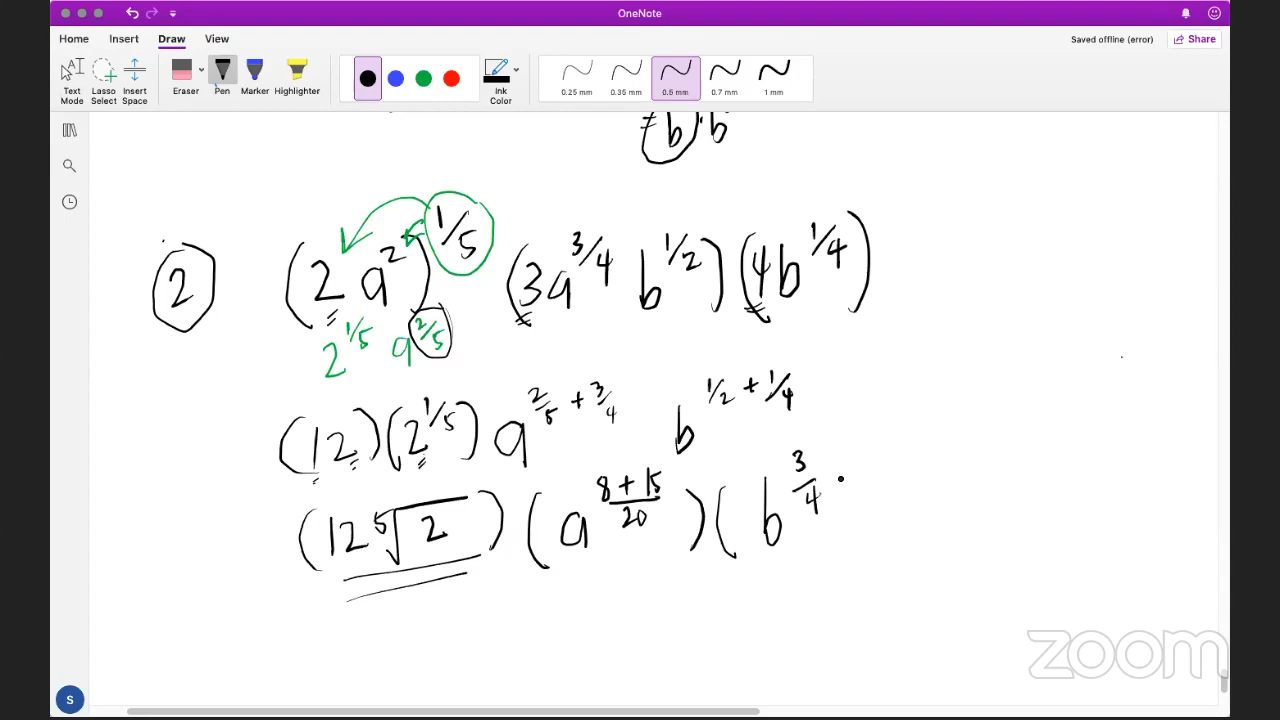 OneNote
Home Insert Draw View
Saved offline (error) Share
Text Mode Lasso Select Insert Space Eraser Pen Marker Highlighter Ink Color 0.25 mm 0.35 mm 0.5 mm 0.7 mm 1 mm
= b) · b
2 (2a^2)^1/5 (3a^3/4 b^1/2)(4b^1/4)
2^1/5 a^2/5
(12)(2^1/5) a^2/5 + 3/4 b^1/2 + 1/4
(12 ⁵√2) (a^(8+15)/20) (b^3/4
zoom
S